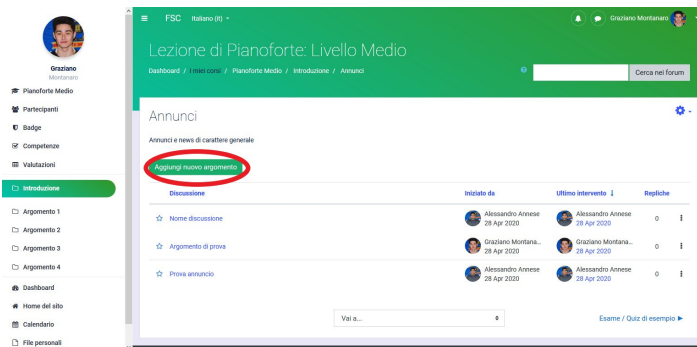 FSC Italiano (it)
Graziano Montanaro
Lezione di Pianoforte: Livello Medio
Dashboard / I miei corsi / Pianoforte Medio / Introduzione / Annunci
Cerca nei forum
Graziano
Montanaro
Pianoforte Medio
Partecipanti
Badge
Competenze
Valutazioni
Introduzione
Argomento 1
Argomento 2
Argomento 3
Argomento 4
Dashboard
Home del sito
Calendario
File personali
Annunci
Annunci e news di carattere generale
Aggiungi nuovo argomento
Discussione Iniziato da Ultimo intervento ↓ Repliche
Nome discussione Alessandro Annese Alessandro Annese 0
28 Apr 2020 28 Apr 2020
Argomento di prova Graziano Montana... Graziano Montana... 0
28 Apr 2020 28 Apr 2020
Prova annuncio Alessandro Annese Alessandro Annese 0
28 Apr 2020 28 Apr 2020
Vai a...
Esame / Quiz di esempio ►